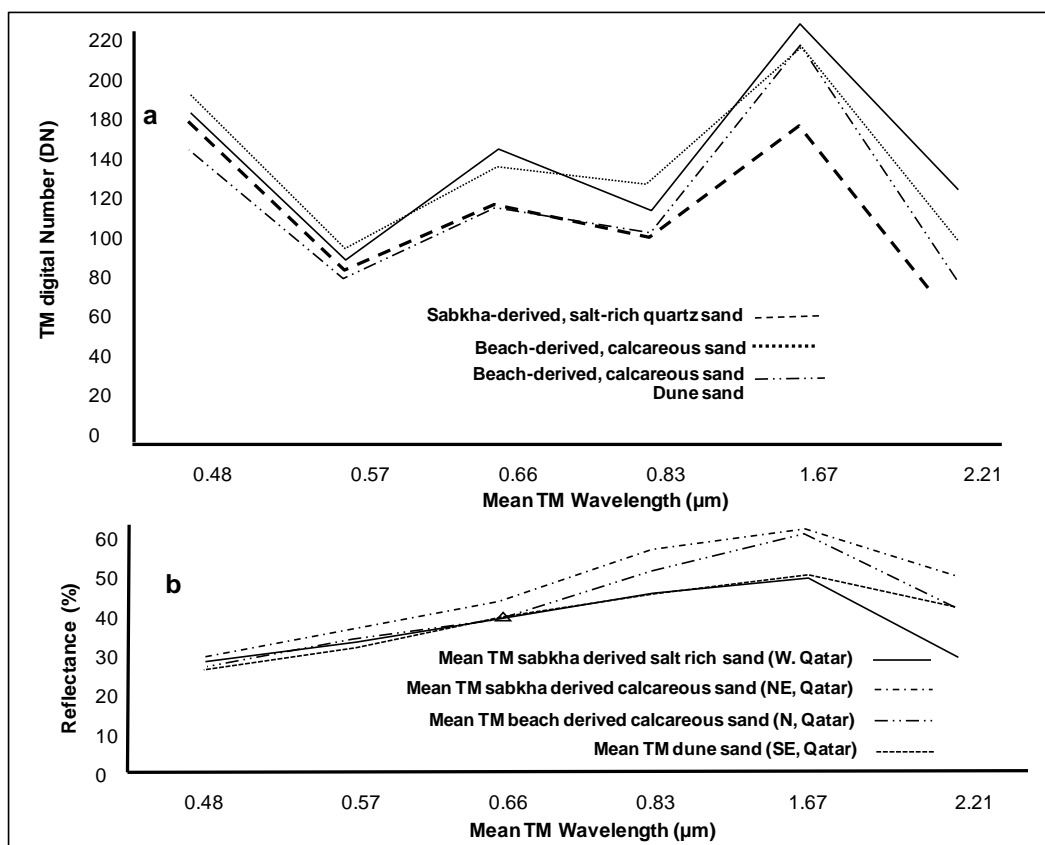 220
200
180
160
140
120
100
80
60
40
20
0
a
TM digital Number (DN)
Sabkha-derived, salt-rich quartz sand
Beach-derived, calcareous sand
Beach-derived, calcareous sand
Dune sand
0.48 0.57 0.66 0.83 1.67 2.21
Mean TM Wavelength (µm)
60
50
40
30
20
10
0
b
Reflectance (%)
Mean TM sabkha derived salt rich sand (W. Qatar)
Mean TM sabkha derived calcareous sand (NE, Qatar)
Mean TM beach derived calcareous sand (N, Qatar)
Mean TM dune sand (SE, Qatar)
0.48 0.57 0.66 0.83 1.67 2.21
Mean TM Wavelength (µm)